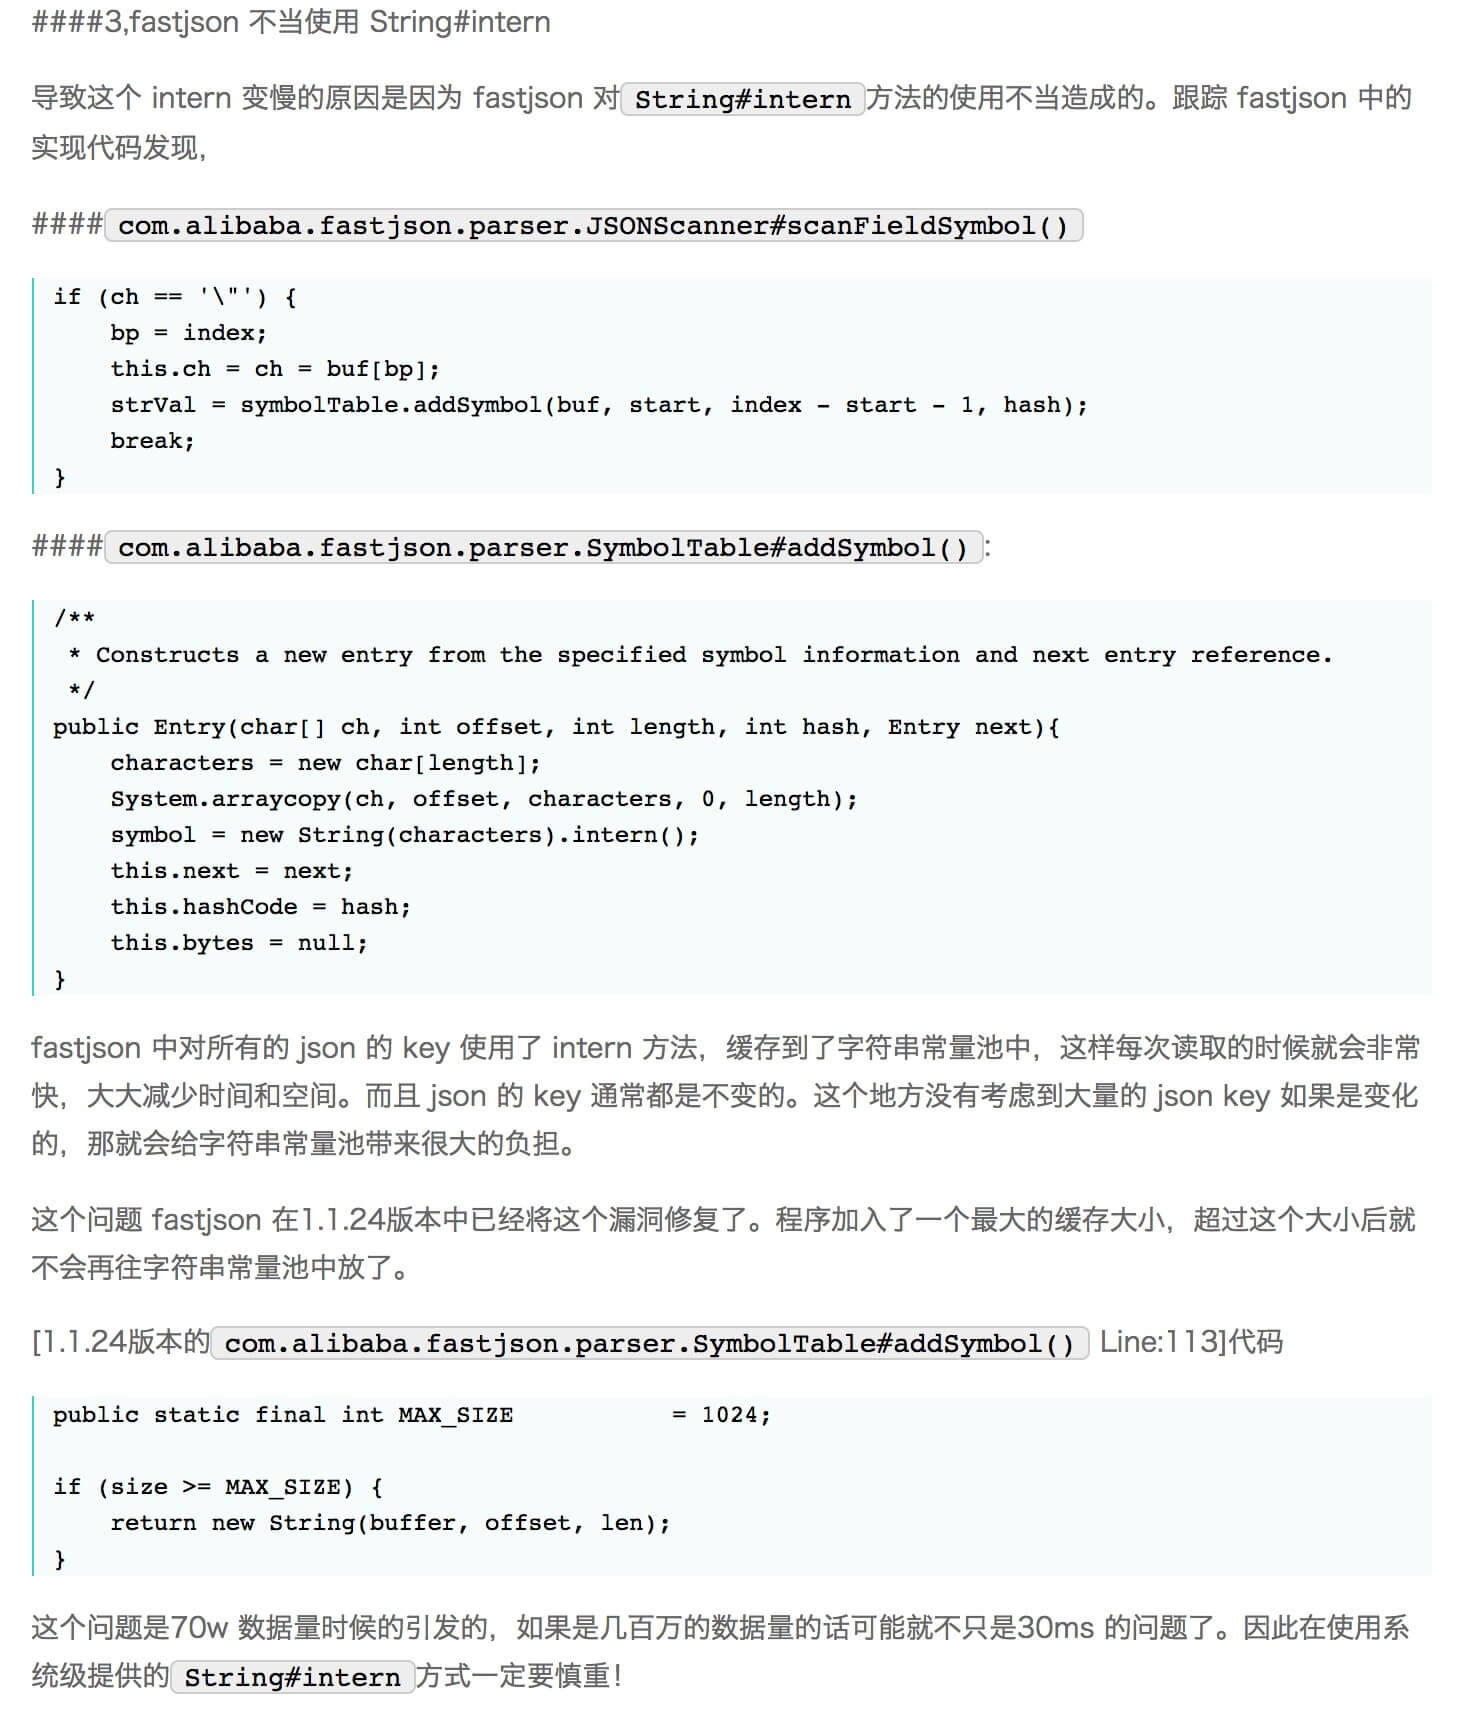 ####3,fastjson 不当使用 String#intern
导致这个 intern 变慢的原因是因为 fastjson 对 String#intern 方法的使用不当造成的。跟踪 fastjson 中的
实现代码发现，
#### com.alibaba.fastjson.parser.JSONScanner#scanFieldSymbol()
if (ch == '\"') {
    bp = index;
    this.ch = ch = buf[bp];
    strVal = symbolTable.addSymbol(buf, start, index - start - 1, hash);
    break;
}
#### com.alibaba.fastjson.parser.SymbolTable#addSymbol() :
/**
 * Constructs a new entry from the specified symbol information and next entry reference.
 */
public Entry(char[] ch, int offset, int length, int hash, Entry next){
    characters = new char[length];
    System.arraycopy(ch, offset, characters, 0, length);
    symbol = new String(characters).intern();
    this.next = next;
    this.hashCode = hash;
    this.bytes = null;
}
fastjson 中对所有的 json 的 key 使用了 intern 方法，缓存到了字符串常量池中，这样每次读取的时候就会非常
快，大大减少时间和空间。而且 json 的 key 通常都是不变的。这个地方没有考虑到大量的 json key 如果是变化
的，那就会给字符串常量池带来很大的负担。
这个问题 fastjson 在1.1.24版本中已经将这个漏洞修复了。程序加入了一个最大的缓存大小，超过这个大小后就
不会再往字符串常量池中放了。
[1.1.24版本的 com.alibaba.fastjson.parser.SymbolTable#addSymbol() Line:113]代码
public static final int MAX_SIZE           = 1024;
if (size >= MAX_SIZE) {
    return new String(buffer, offset, len);
}
这个问题是70w 数据量时候的引发的，如果是几百万的数据量的话可能就不只是30ms 的问题了。因此在使用系
统级提供的 String#intern 方式一定要慎重！